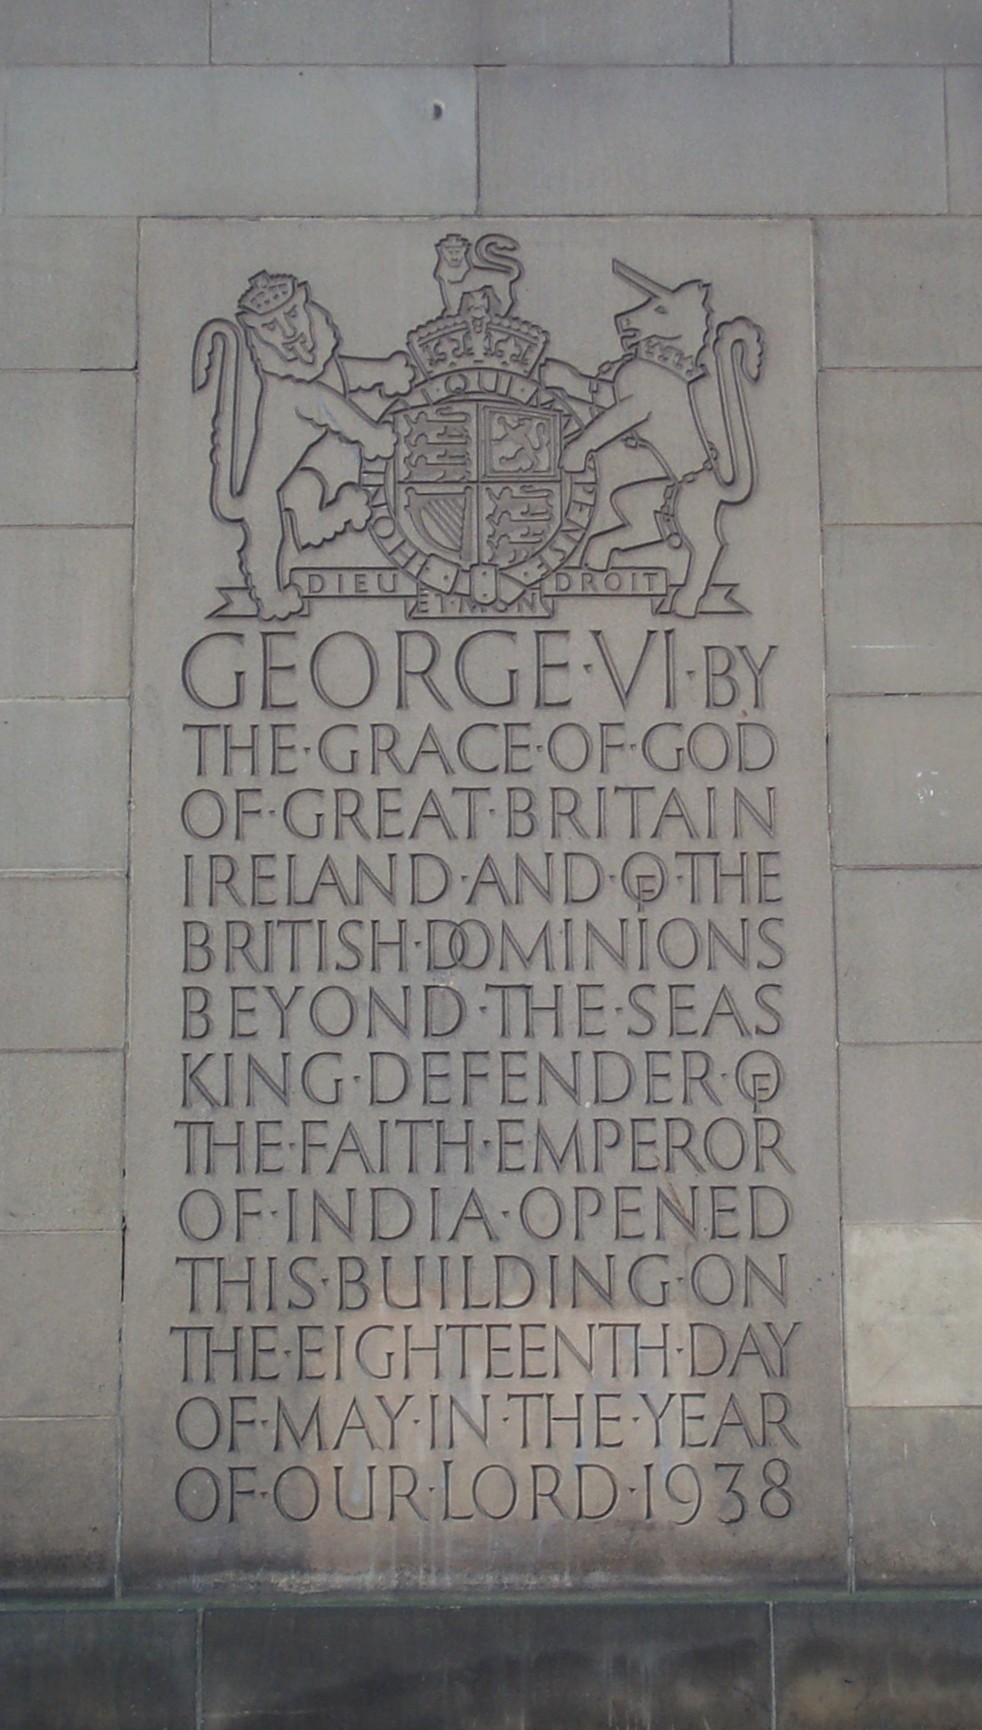 HONI SOIT QUI MAL Y PENSE
DIEU ET MON DROIT
GEORGE·VI·BY
THE·GRACE·OF·GOD
OF·GREAT·BRITAIN
IRELAND·AND·OF·THE
BRITISH·DOMINIONS
BEYOND·THE·SEAS
KING·DEFENDER·OF
THE·FAITH·EMPEROR
OF·INDIA·OPENED
THIS·BUILDING·ON
THE·EIGHTEENTH·DAY
OF·MAY·IN·THE·YEAR
OF·OUR·LORD·1938